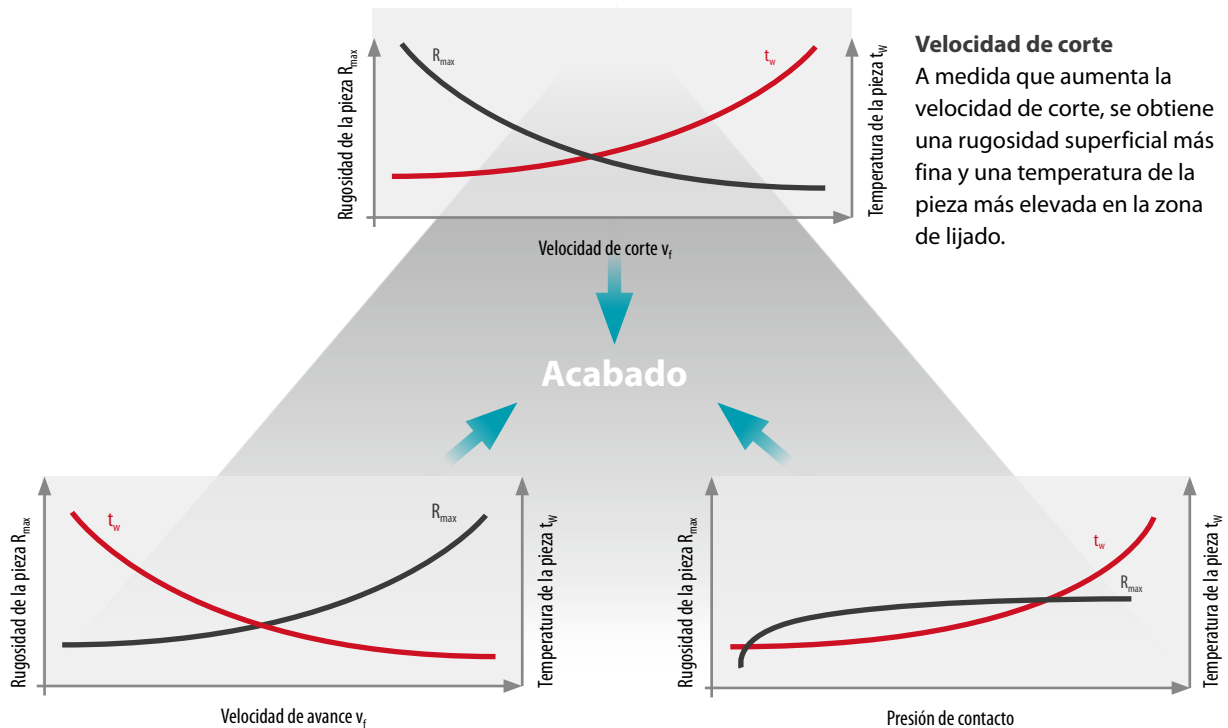 Rugosidad de la pieza Rmax
Rmax
tw
Temperatura de la pieza tw
Velocidad de corte vf
Velocidad de corte
A medida que aumenta la
velocidad de corte, se obtiene
una rugosidad superficial más
fina y una temperatura de la
pieza más elevada en la zona
de lijado.
Acabado
Rugosidad de la pieza Rmax
tw
Rmax
Temperatura de la pieza tw
Velocidad de avance vf
Rugosidad de la pieza Rmax
tw
Rmax
Temperatura de la pieza tw
Presión de contacto